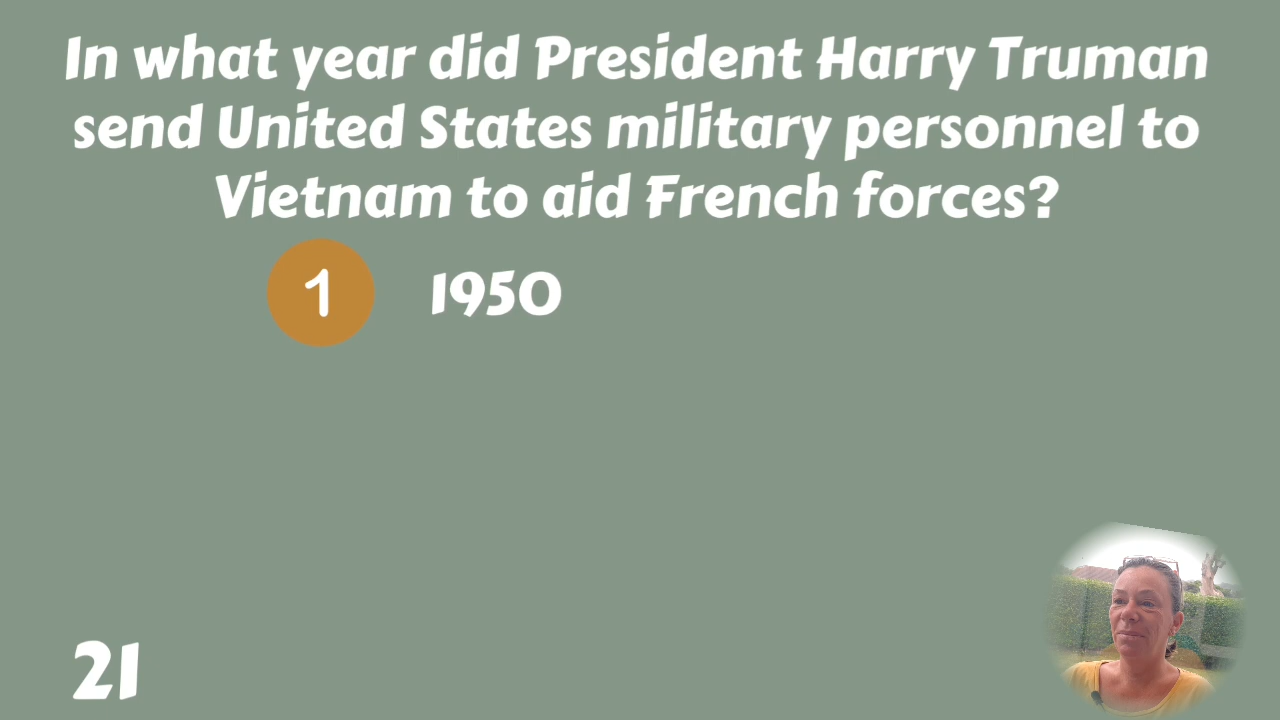 In what year did President Harry Truman
send United States military personnel to
Vietnam to aid French forces?
1 1950
21